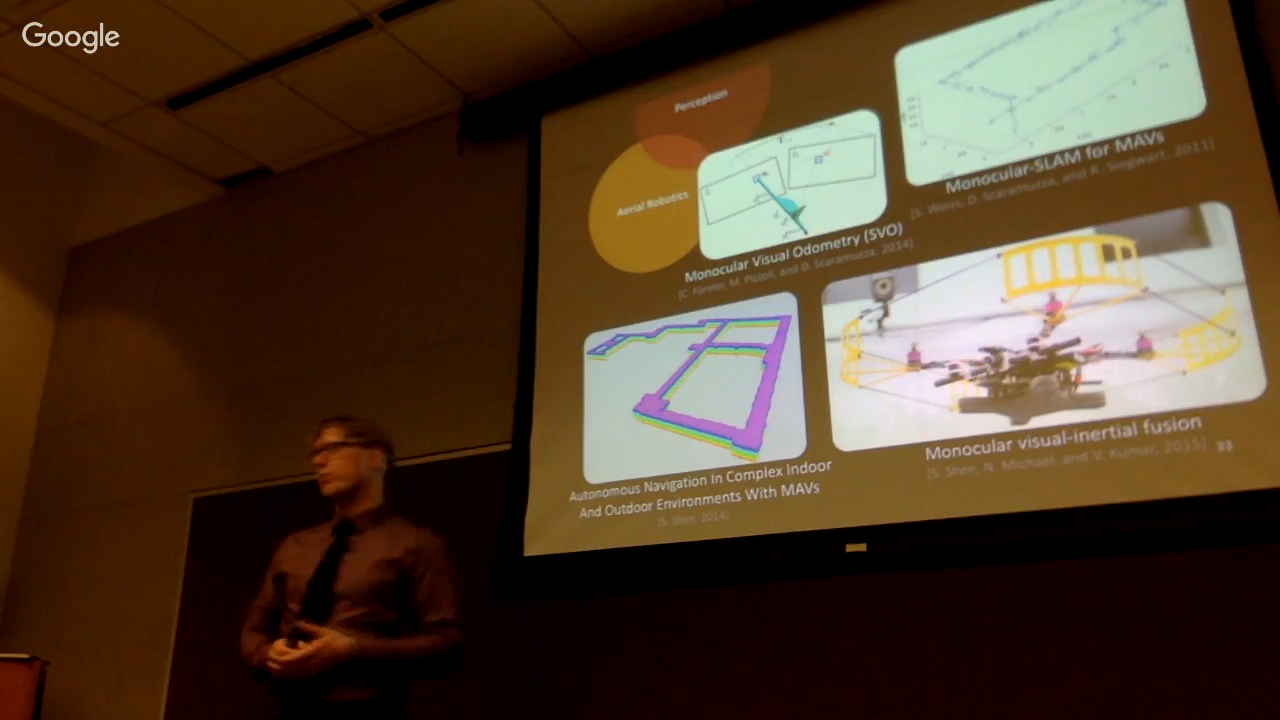 Google
Perception
Aerial Robotics
Monocular Visual Odometry (SVO)
[C. Forster, M. Pizzoli, and D. Scaramuzza, 2014]
Monocular-SLAM for MAVs
[S. Weiss, D. Scaramuzza, and R. Siegwart, 2011]
Autonomous Navigation In Complex Indoor
And Outdoor Environments With MAVs
[S. Shen, 2014]
Monocular visual-inertial fusion
[S. Shen, N. Michael, and V. Kumar, 2015]
33